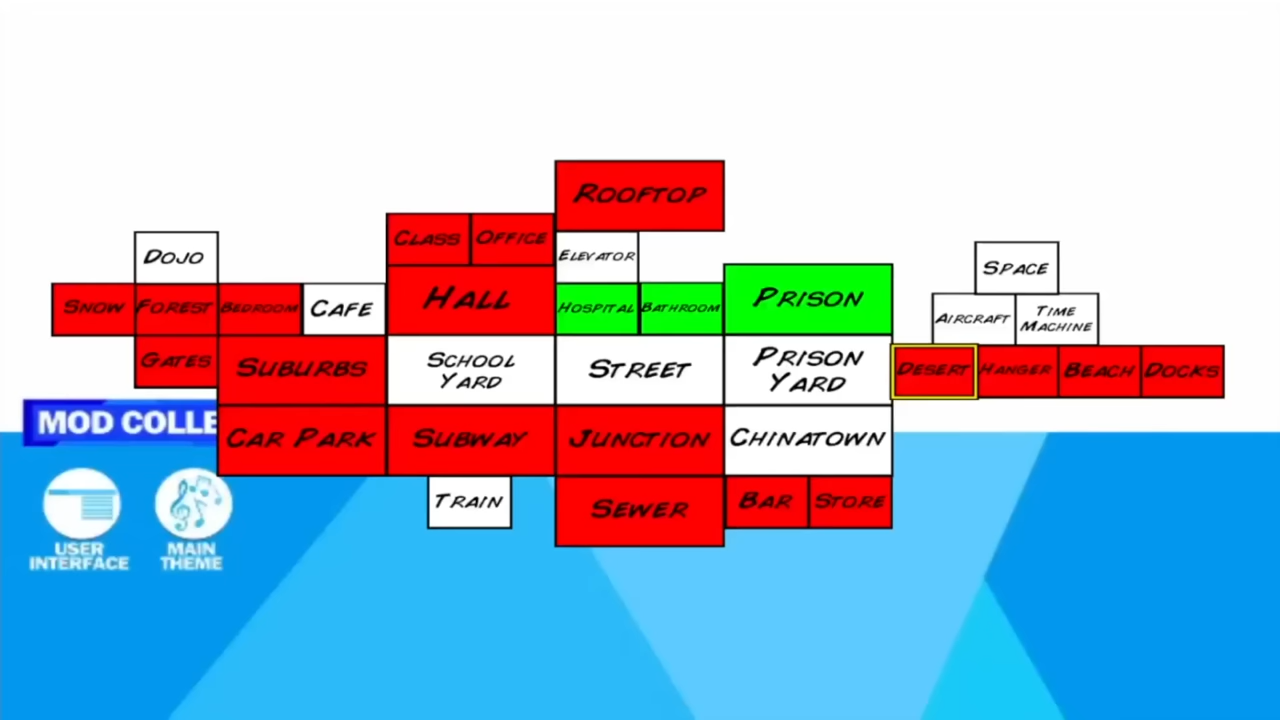 ROOFTOP
CLASS
OFFICE
DOJO
ELEVATOR
SPACE
SNOW
FOREST
BEDROOM
CAFE
HALL
HOSPITAL
BATHROOM
PRISON
AIRCRAFT
TIME
MACHINE
GATES
SUBURBS
SCHOOL
YARD
STREET
PRISON
YARD
DESERT
HANGER
BEACH
DOCKS
MOD COLLE
CAR PARK
SUBWAY
JUNCTION
CHINATOWN
TRAIN
SEWER
BAR
STORE
USER
INTERFACE
MAIN
THEME